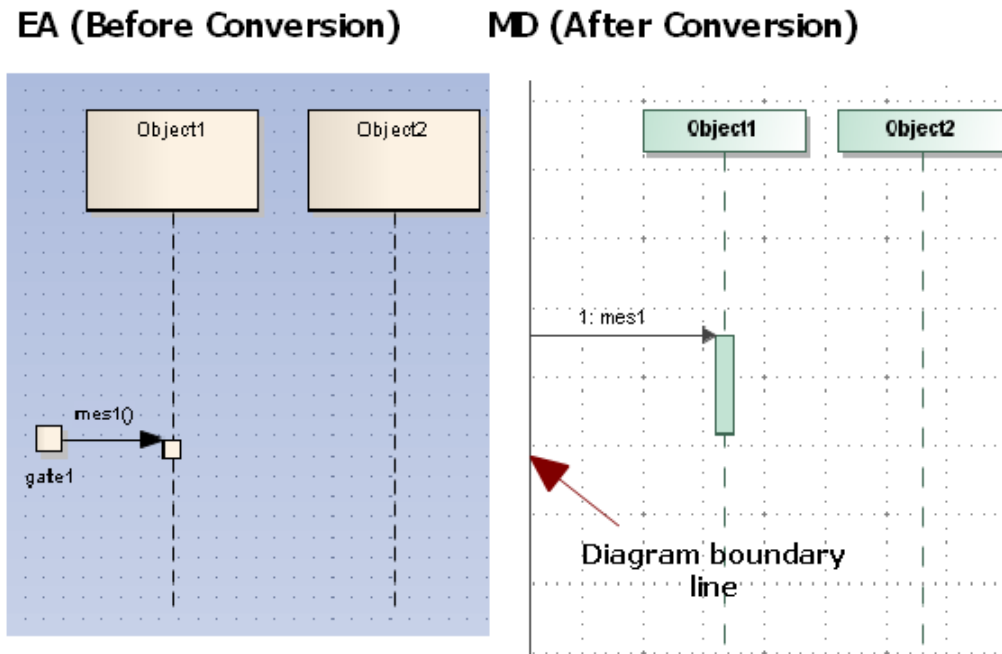 EA (Before Conversion)
MD (After Conversion)
Object1
Object2
mes1()
gate1
Object1
Object2
1: mes1
Diagram boundary
line